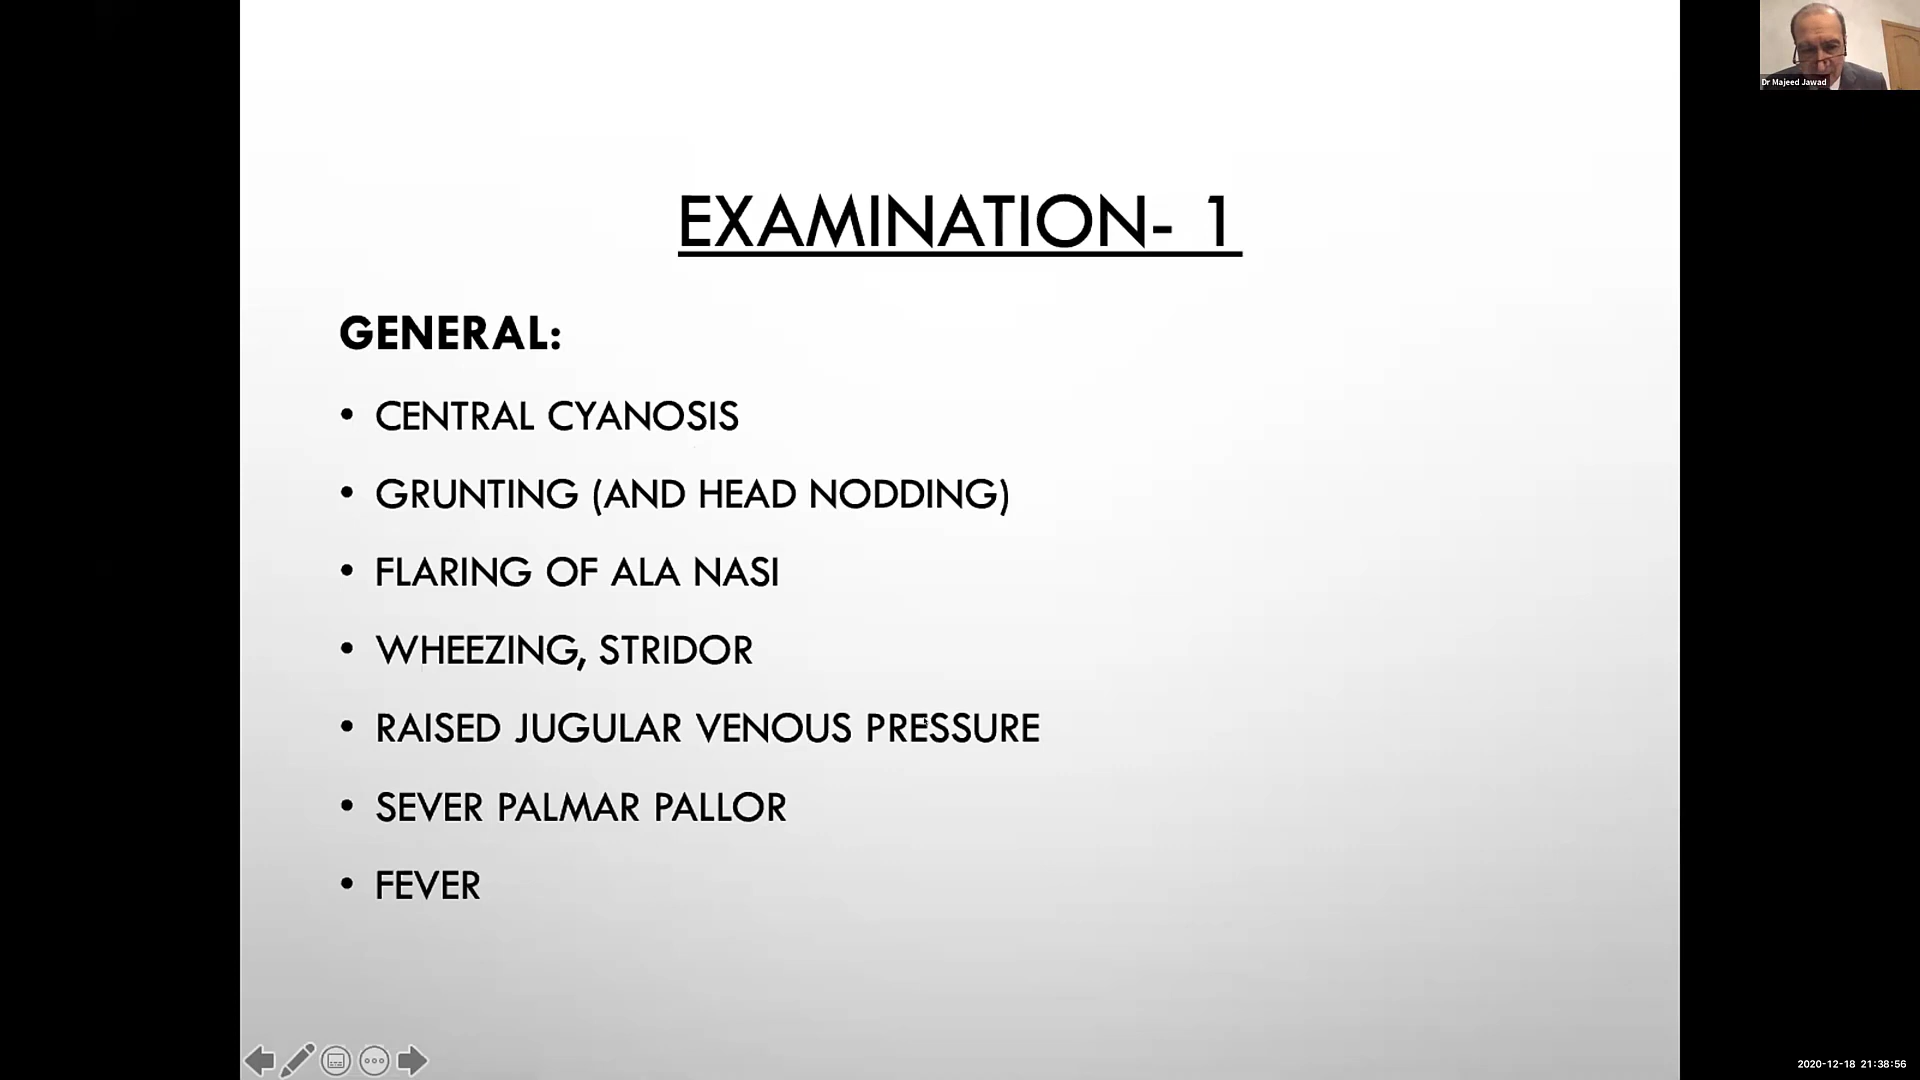 Dr Majeed Jawad
EXAMINATION- 1
GENERAL:
• CENTRAL CYANOSIS
• GRUNTING (AND HEAD NODDING)
• FLARING OF ALA NASI
• WHEEZING, STRIDOR
• RAISED JUGULAR VENOUS PRESSURE
• SEVER PALMAR PALLOR
• FEVER
2020-12-18 21:38:56